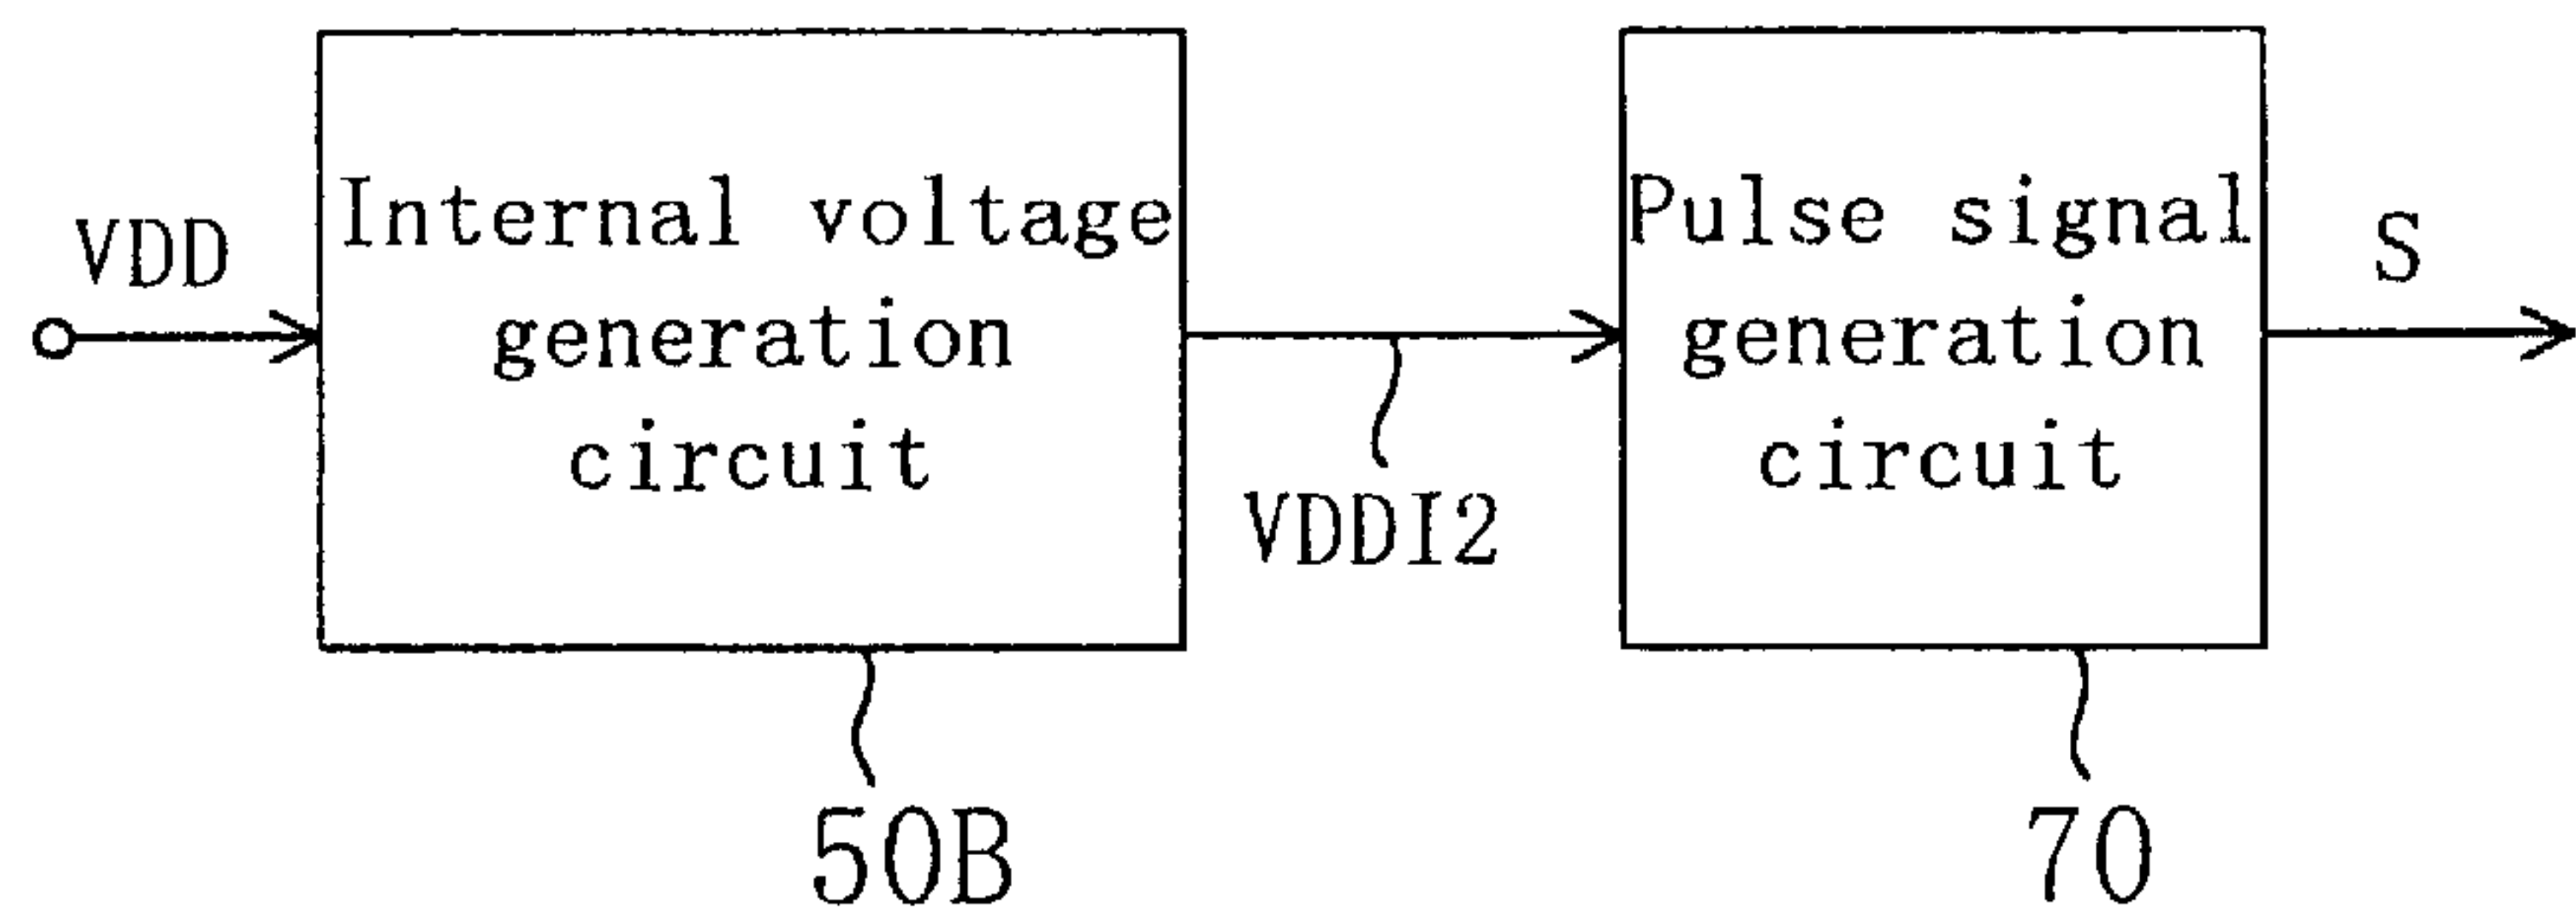 VDD
Internal voltage
generation
circuit
VDDI2
Pulse signal
generation
circuit
S
50B
70